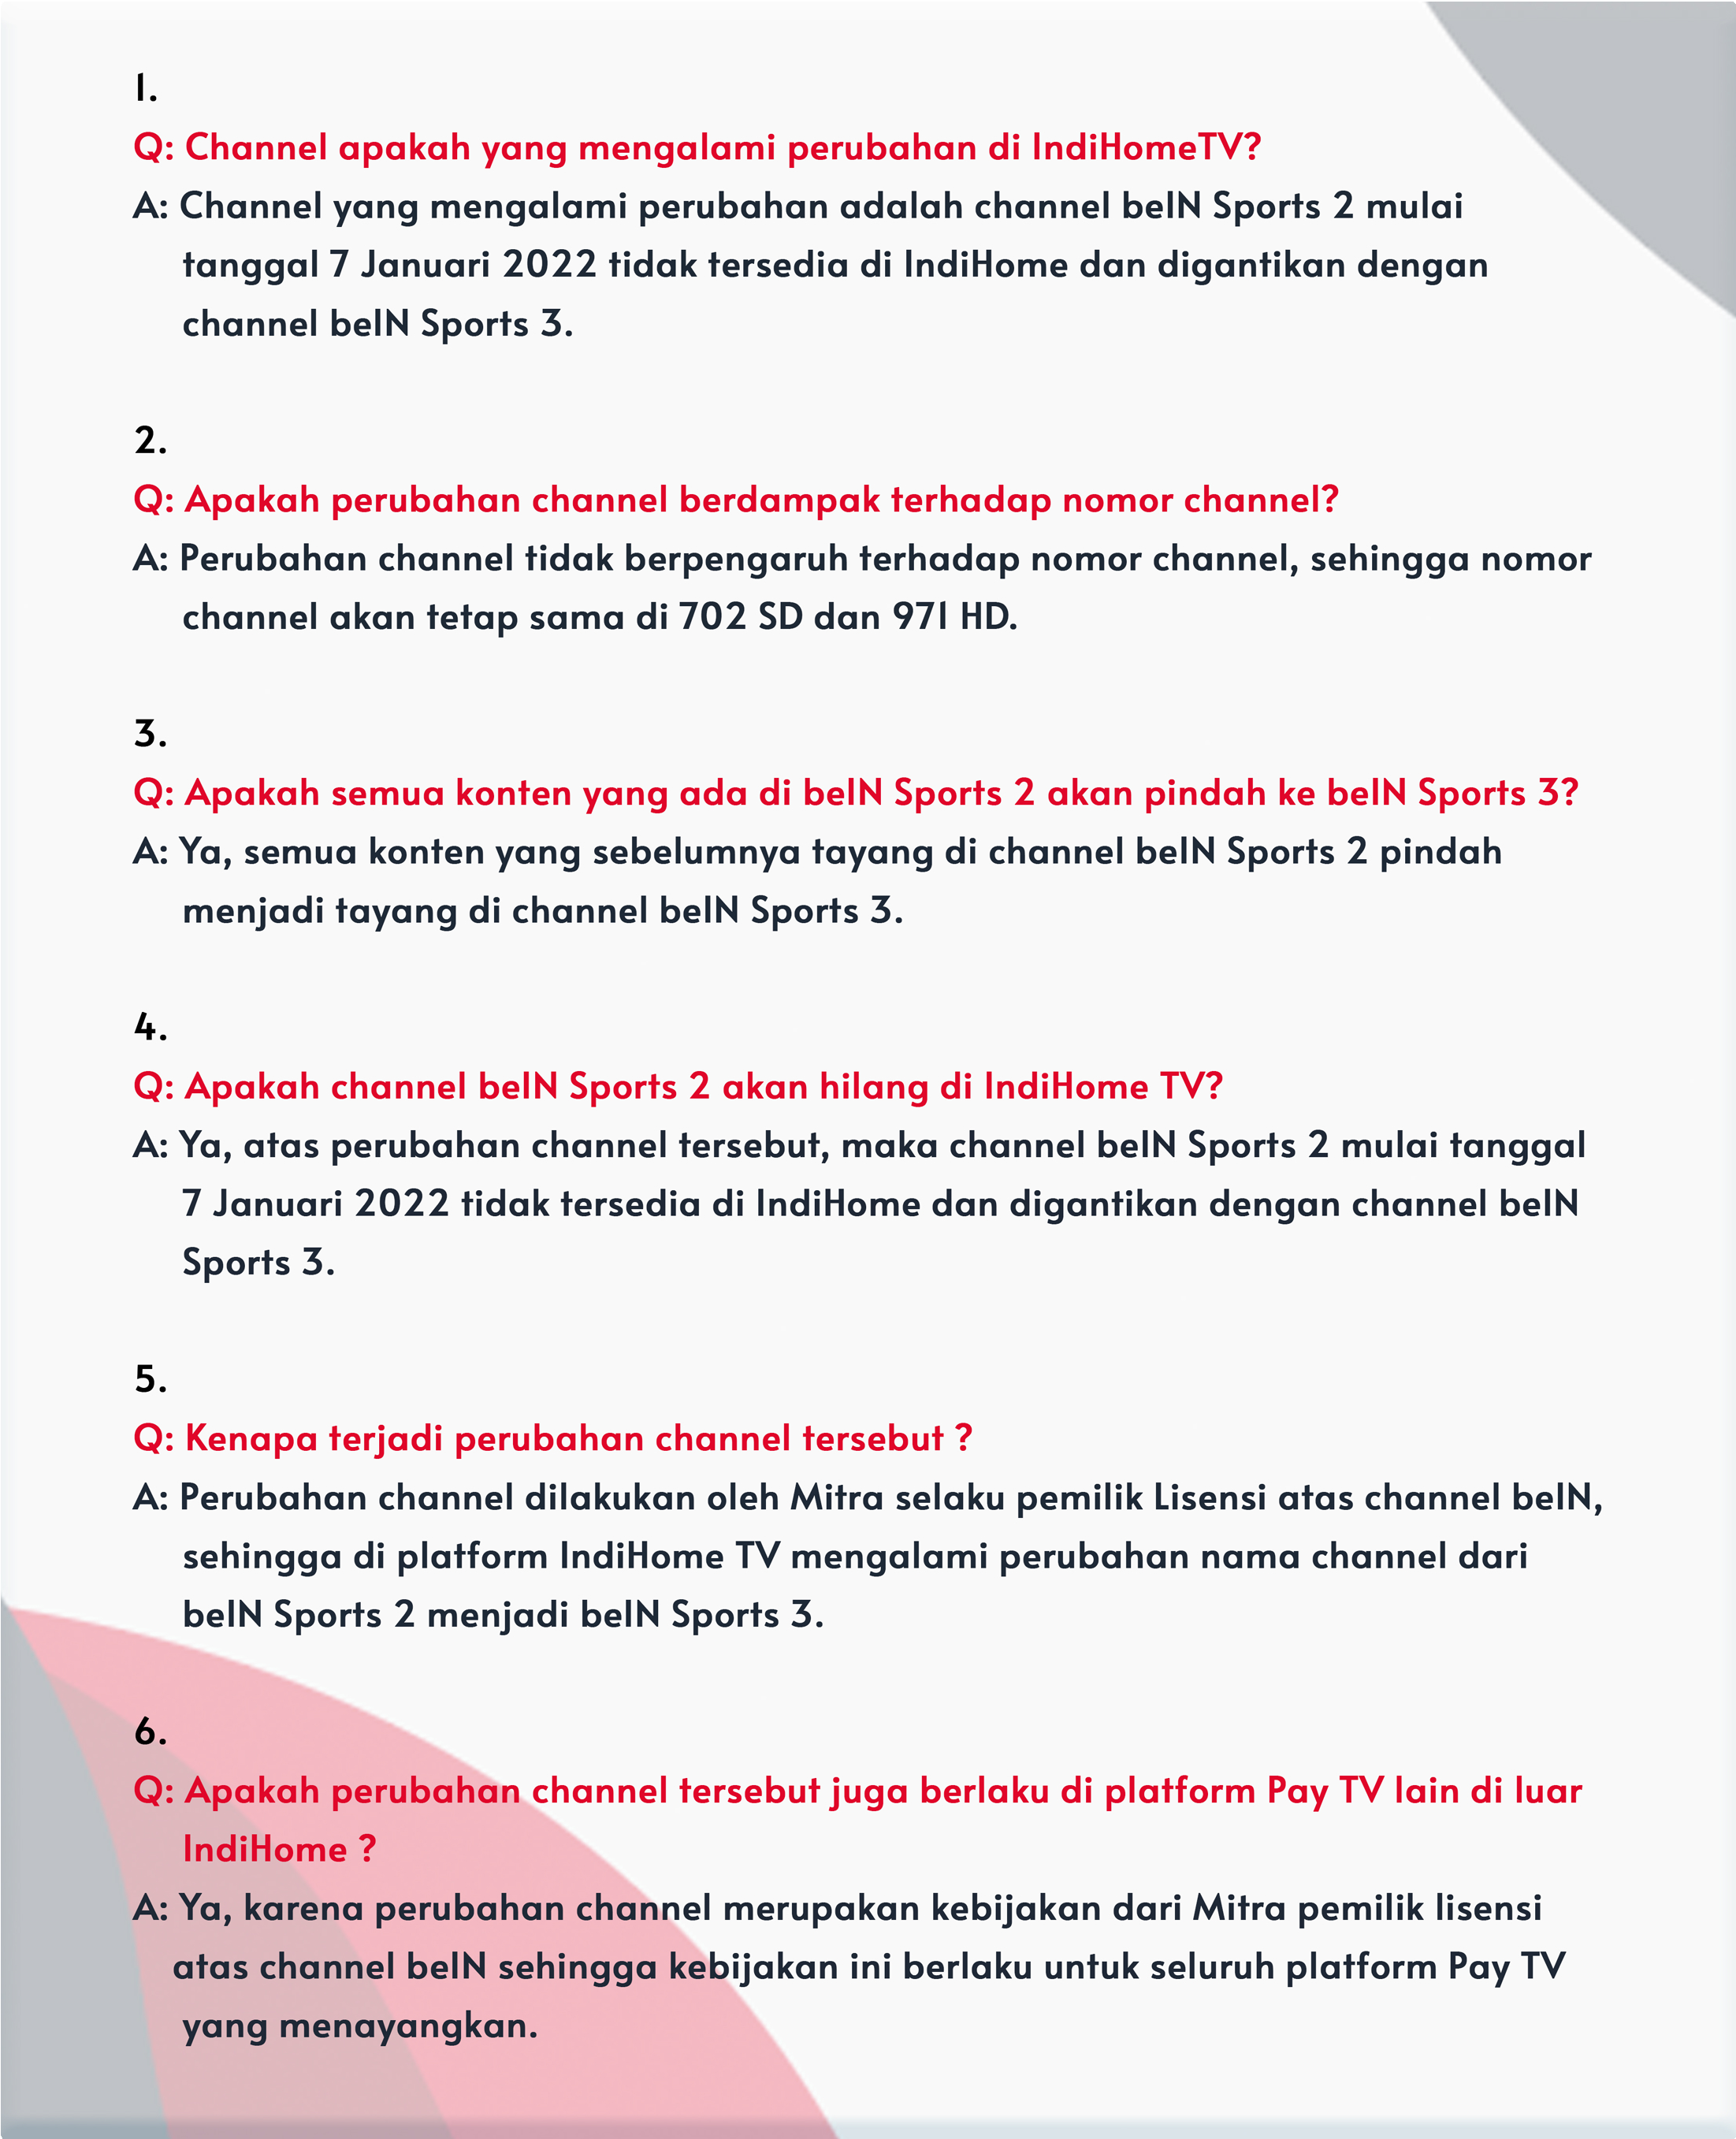 1.
Q: Channel apakah yang mengalami perubahan di IndiHomeTV?
A: Channel yang mengalami perubahan adalah channel beIN Sports 2 mulai
tanggal 7 Januari 2022 tidak tersedia di IndiHome dan digantikan dengan
channel beIN Sports 3.
2.
Q: Apakah perubahan channel berdampak terhadap nomor channel?
A: Perubahan channel tidak berpengaruh terhadap nomor channel, sehingga nomor
channel akan tetap sama di 702 SD dan 971 HD.
3.
Q: Apakah semua konten yang ada di beIN Sports 2 akan pindah ke beIN Sports 3?
A: Ya, semua konten yang sebelumnya tayang di channel beIN Sports 2 pindah
menjadi tayang di channel beIN Sports 3.
4.
Q: Apakah channel beIN Sports 2 akan hilang di IndiHome TV?
A: Ya, atas perubahan channel tersebut, maka channel beIN Sports 2 mulai tanggal
7 Januari 2022 tidak tersedia di IndiHome dan digantikan dengan channel beIN
Sports 3.
5.
Q: Kenapa terjadi perubahan channel tersebut ?
A: Perubahan channel dilakukan oleh Mitra selaku pemilik Lisensi atas channel beIN,
sehingga di platform IndiHome TV mengalami perubahan nama channel dari
beIN Sports 2 menjadi beIN Sports 3.
6.
Q: Apakah perubahan channel tersebut juga berlaku di platform Pay TV lain di luar
IndiHome ?
A: Ya, karena perubahan channel merupakan kebijakan dari Mitra pemilik lisensi
atas channel beIN sehingga kebijakan ini berlaku untuk seluruh platform Pay TV
yang menayangkan.